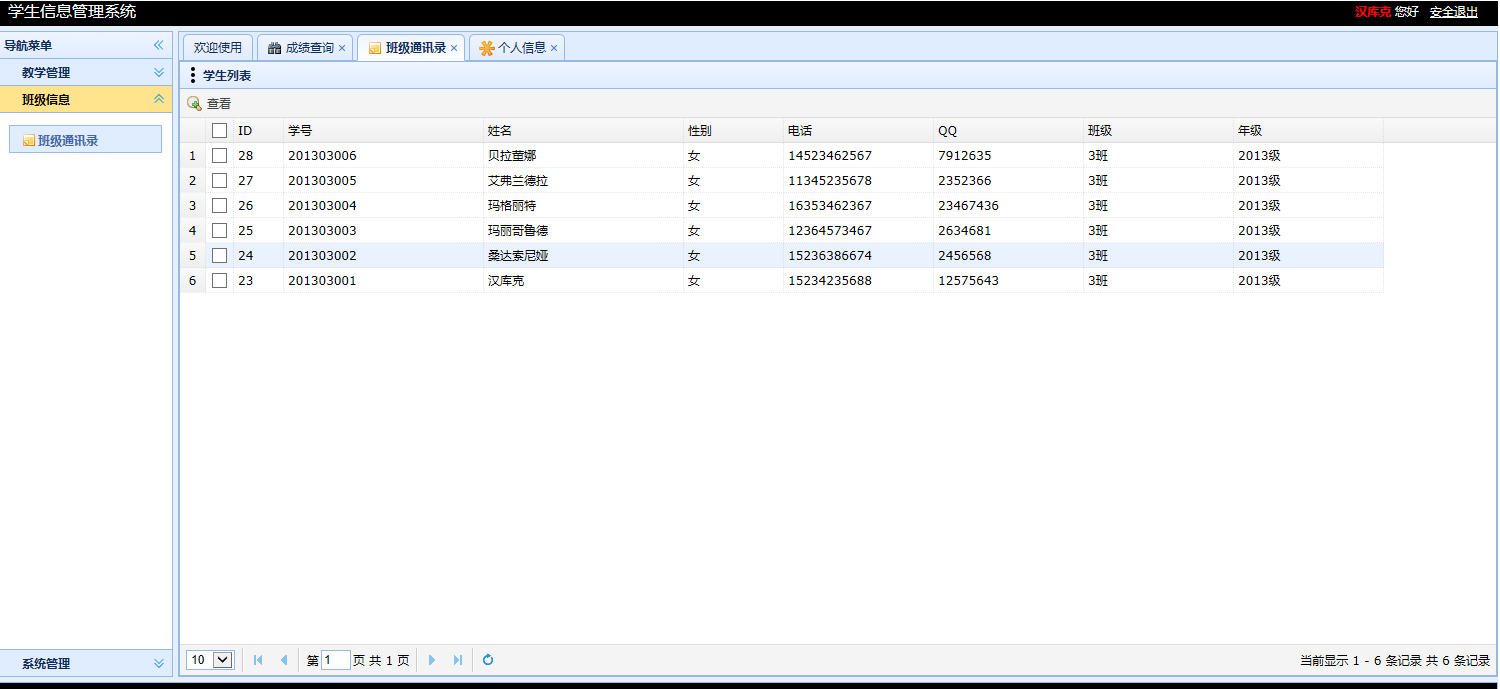 学生信息管理系统
汉库克 您好 安全退出
导航菜单
教学管理
班级信息
班级通讯录
系统管理
欢迎使用 成绩查询 班级通讯录 个人信息
学生列表
查看
ID 学号 姓名 性别 电话 QQ 班级 年级
1 28 201303006 贝拉蕾娜 女 14523462567 7912635 3班 2013级
2 27 201303005 艾弗兰德拉 女 11345235678 2352366 3班 2013级
3 26 201303004 玛格丽特 女 16353462367 23467436 3班 2013级
4 25 201303003 玛丽哥鲁德 女 12364573467 2634681 3班 2013级
5 24 201303002 桑达索尼娅 女 15236386674 2456568 3班 2013级
6 23 201303001 汉库克 女 15234235688 12575643 3班 2013级
10 第 1 页 共 1 页 当前显示 1 - 6 条记录 共 6 条记录